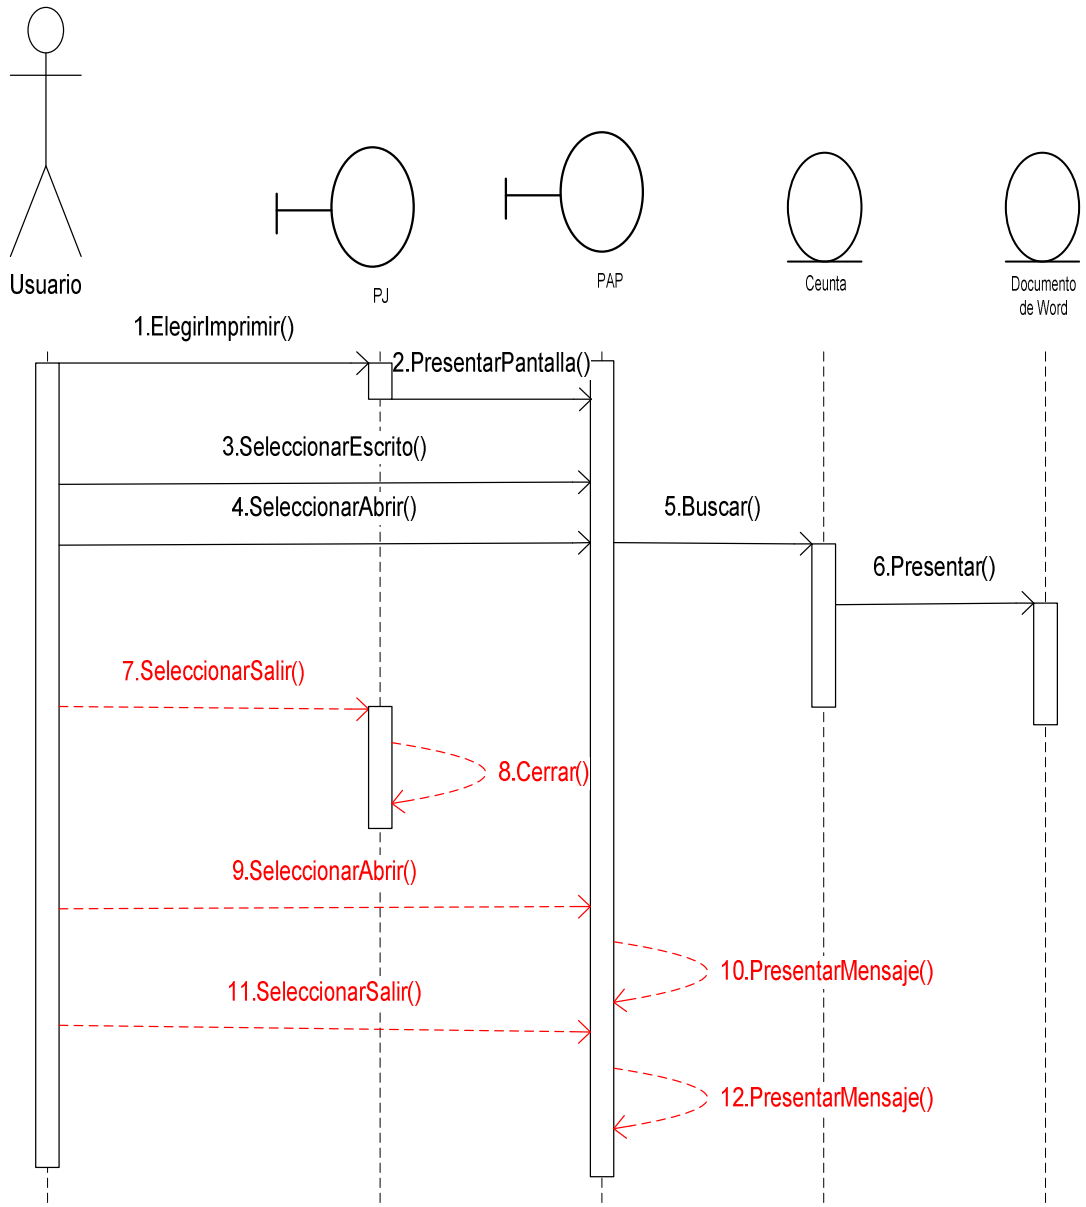 Usuario
PJ
PAP
Ceunta
Documento
de Word
1.ElegirImprimir()
2.PresentarPantalla()
3.SeleccionarEscrito()
4.SeleccionarAbrir()
5.Buscar()
6.Presentar()
7.SeleccionarSalir()
8.Cerrar()
9.SeleccionarAbrir()
10.PresentarMensaje()
11.SeleccionarSalir()
12.PresentarMensaje()